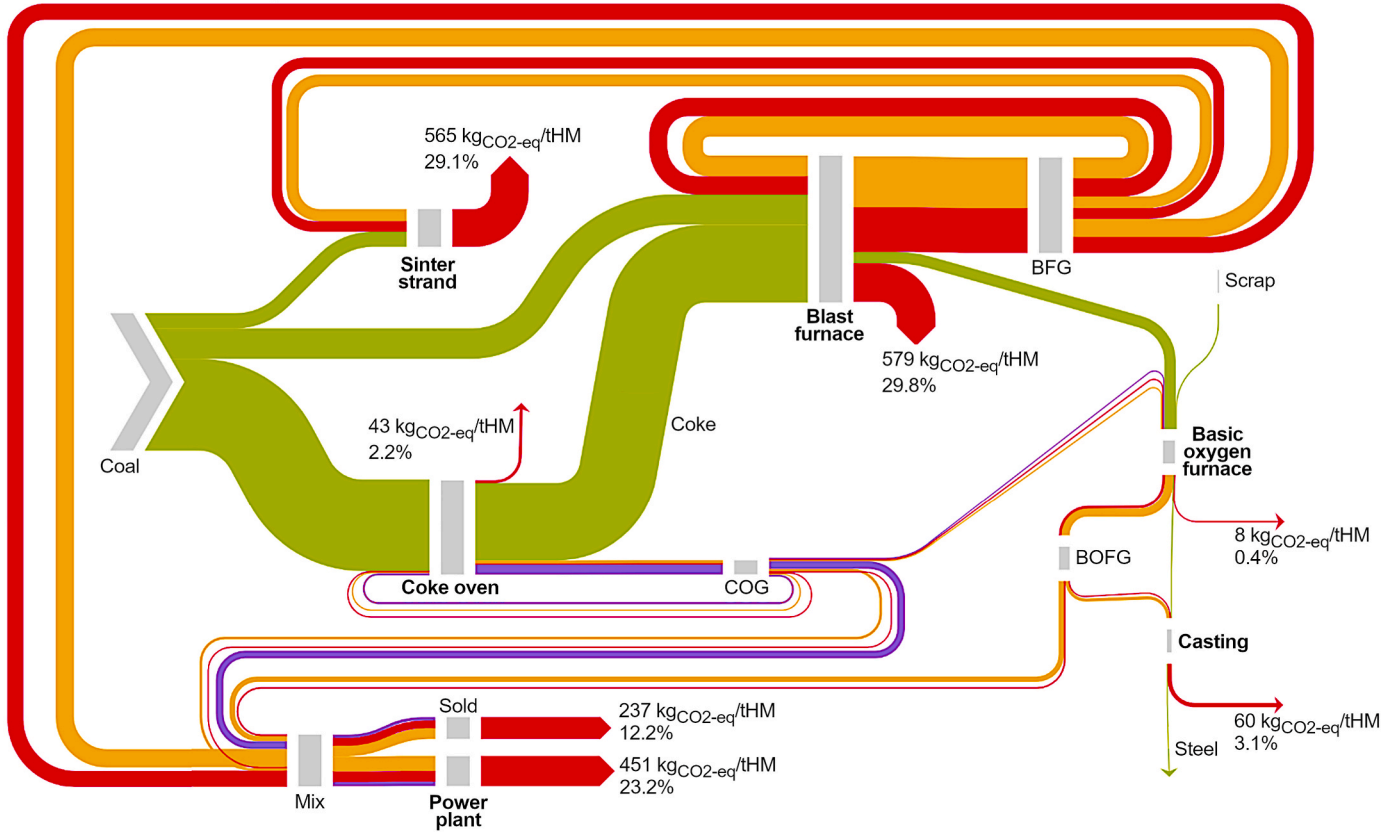 565 kgCO2-eq/tHM
29.1%
Sinter
strand
BFG
Scrap
Blast
furnace
579 kgCO2-eq/tHM
29.8%
43 kgCO2-eq/tHM
2.2%
Coke
Coal
Basic
oxygen
furnace
8 kgCO2-eq/tHM
0.4%
BOFG
Coke oven
COG
Casting
Sold
237 kgCO2-eq/tHM
12.2%
60 kgCO2-eq/tHM
3.1%
Steel
451 kgCO2-eq/tHM
23.2%
Mix
Power
plant